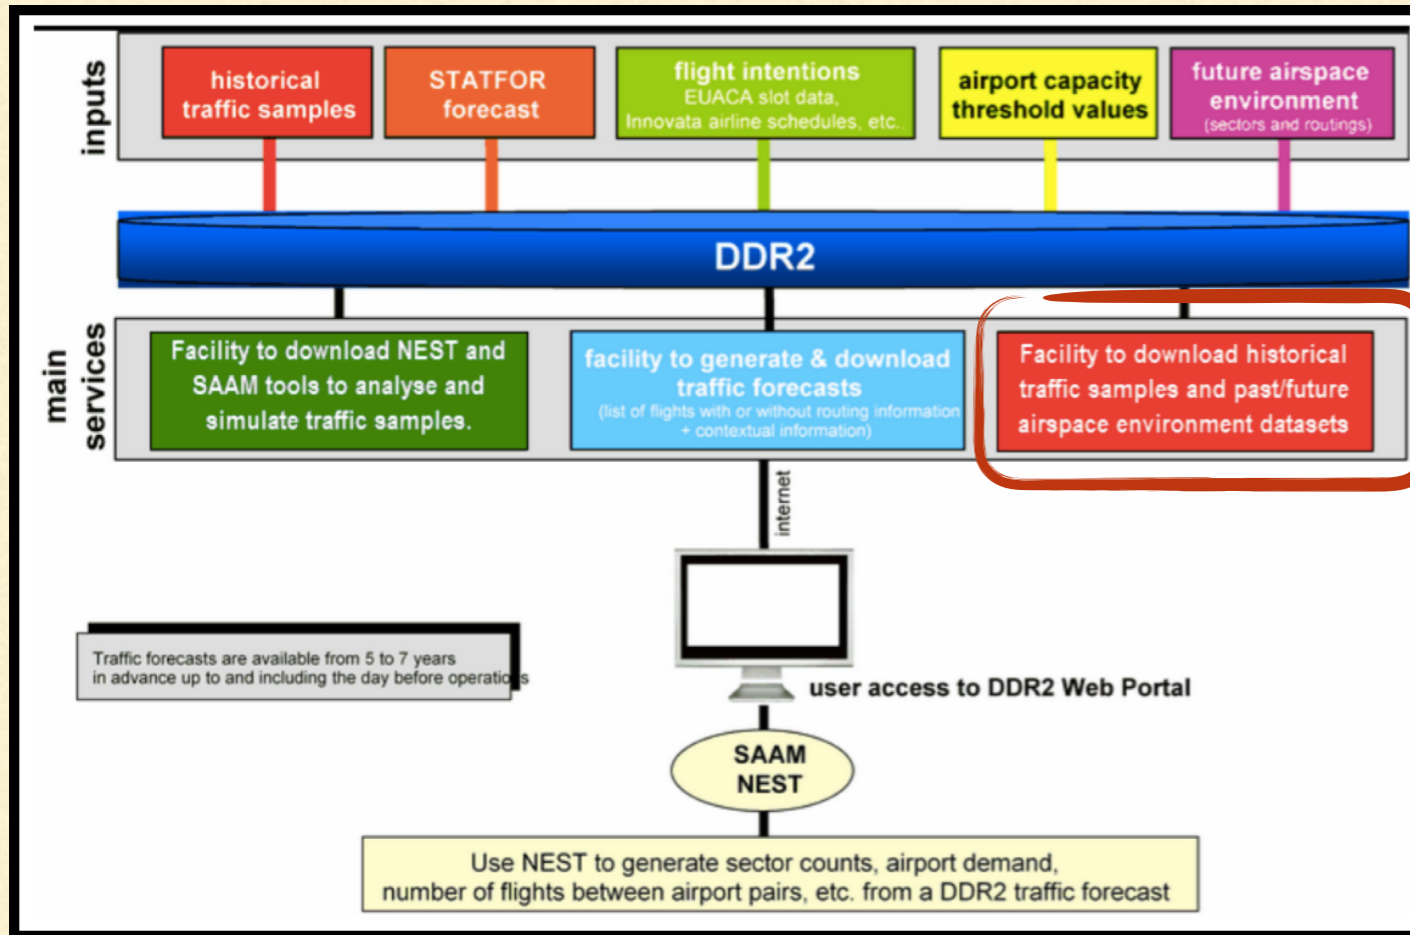 inputs
historical
traffic samples
STATFOR
forecast
flight intentions
EUACA slot data,
Innovata airline schedules, etc..
airport capacity
threshold values
future airspace
environment
(sectors and routings)
DDR2
main
services
Facility to download NEST and
SAAM tools to analyse and
simulate traffic samples.
facility to generate & download
traffic forecasts
(list of flights with or without routing information
+ contextual information)
Facility to download historical
traffic samples and past/future
airspace environment datasets
internet
Traffic forecasts are available from 5 to 7 years
in advance up to and including the day before operations
user access to DDR2 Web Portal
SAAM
NEST
Use NEST to generate sector counts, airport demand,
number of flights between airport pairs, etc. from a DDR2 traffic forecast